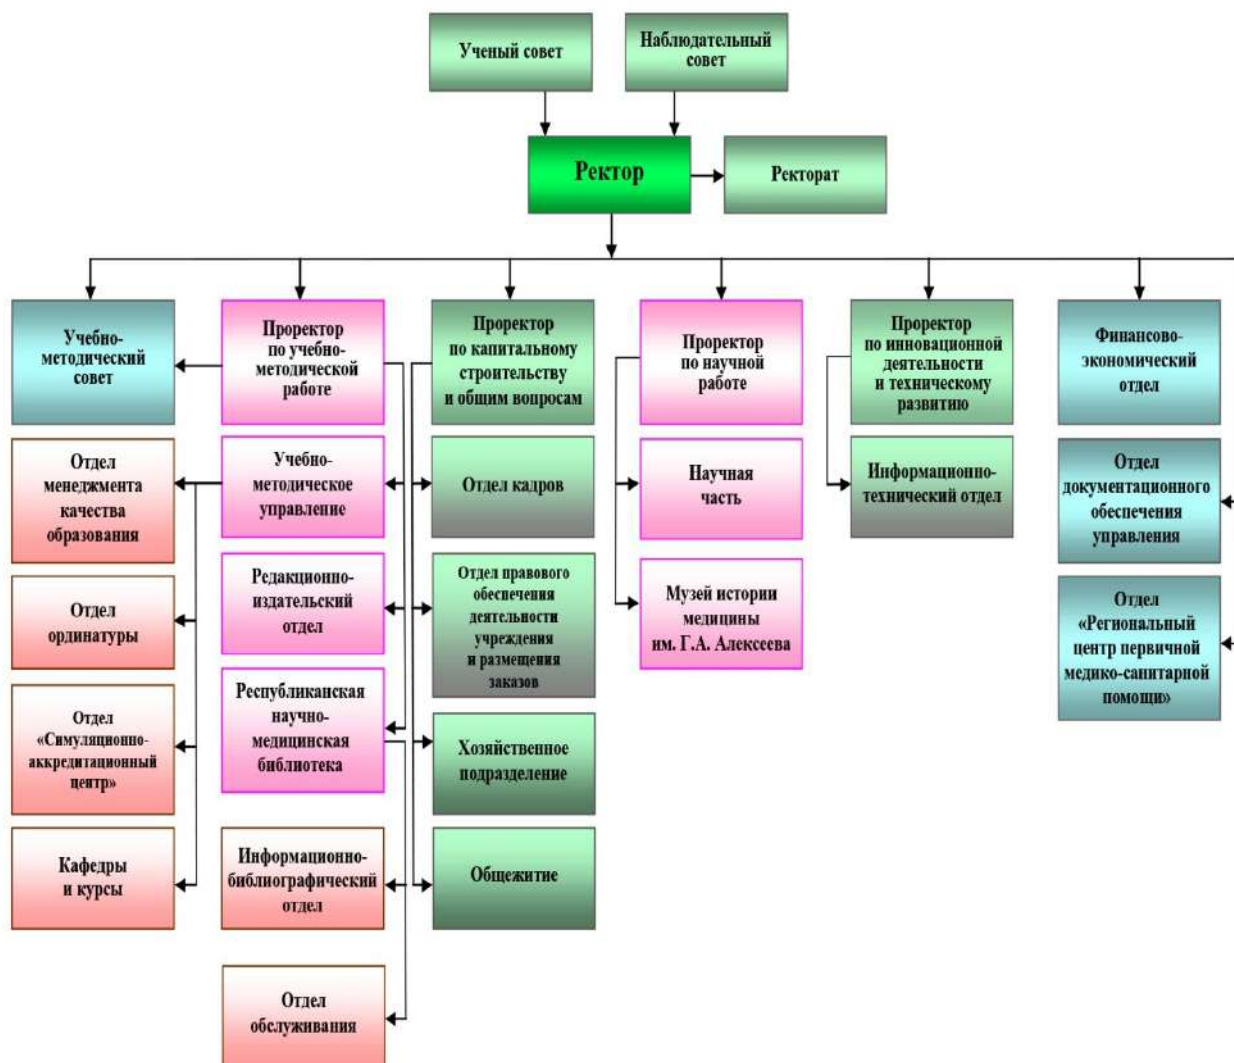 Ученый совет
Наблюдательный
совет
Ректор
Ректорат
Учебно-
методический
совет
Проректор
по учебно-
методической
работе
Проректор
по капитальному
строительству
и общим вопросам
Проректор
по научной
работе
Проректор
по инновационной
деятельности
и техническому
развитию
Финансово-
экономический
отдел
Отдел
менеджмента
качества
образования
Учебно-
методическое
управление
Отдел кадров
Научная
часть
Информационно-
технический отдел
Отдел
документационного
обеспечения
управления
Отдел
ординатуры
Редакционно-
издательский
отдел
Отдел правового
обеспечения
деятельности
учреждения
и размещения
заказов
Музей истории
медицины
им. Г.А. Алексеева
Отдел
«Региональный
центр первичной
медико-санитарной
помощи»
Отдел
«Симуляционно-
аккредитационный
центр»
Республиканская
научно-
медицинская
библиотека
Хозяйственное
подразделение
Кафедры
и курсы
Информационно-
библиографический
отдел
Общежитие
Отдел
обслуживания